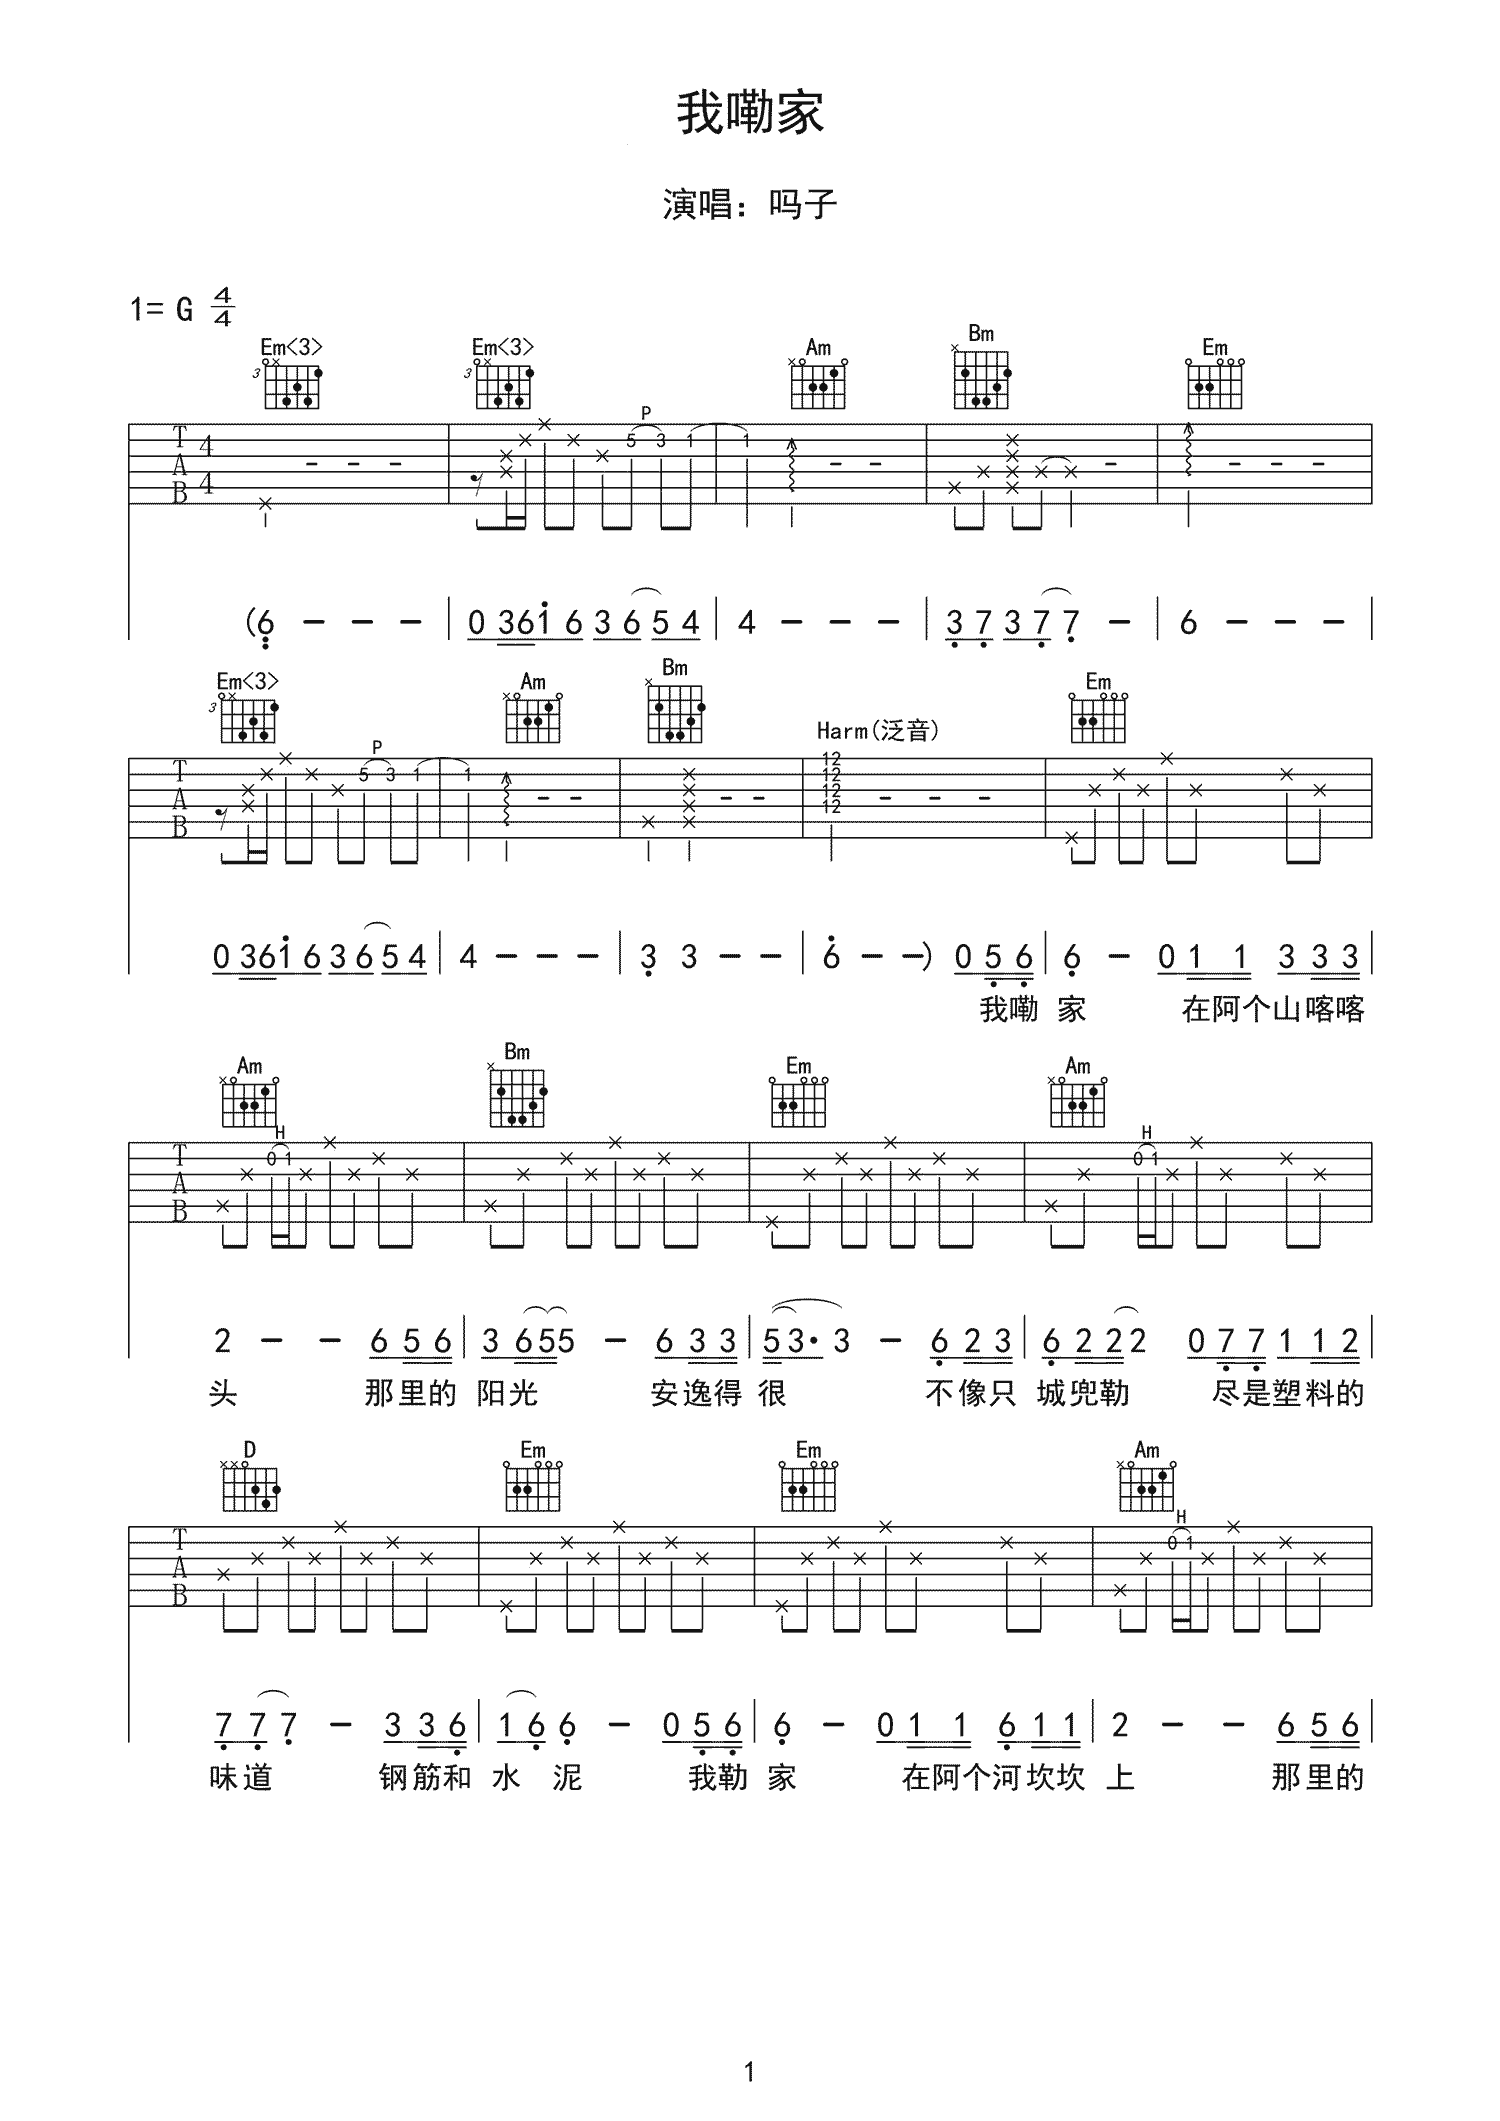 我嘞家
演唱：吗子
1= G 4/4
Em<3> Em<3> Am Bm Em
3 3
P
T A B 4 4 5 3 1 1
(6 - - - | 0 3 6 1 6 3 6 5 4 | 4 - - - | 3 7 3 7 7 - | 6 - - - |
Em<3> Am Bm Harm(泛音) Em
3
P
T A B 5 3 1 1 12 12 12 12
0 3 6 1 6 3 6 5 4 | 4 - - - | 3 3 - - | 6 - -) 0 5 6 | 6 - 0 1 1 3 3 3 |
我嘞 家 在阿个山喀喀
Am Bm Em Am
H H
T A B 0 1 0 1
2 - - 6 5 6 | 3 6 5 5 - 6 3 3 | 5 3· 3 - 6 2 3 | 6 2 2 2 0 7 7 1 1 2 |
头 那里的 阳光 安逸得 很 不像只 城兜勒 尽是塑料的
D Em Em Am
H
T A B 0 1
7 7 7 - 3 3 6 | 1 6 6 - 0 5 6 | 6 - 0 1 1 6 1 1 | 2 - - 6 5 6 |
味道 钢筋和 水 泥 我勒 家 在阿个河坎坎 上 那里的
1